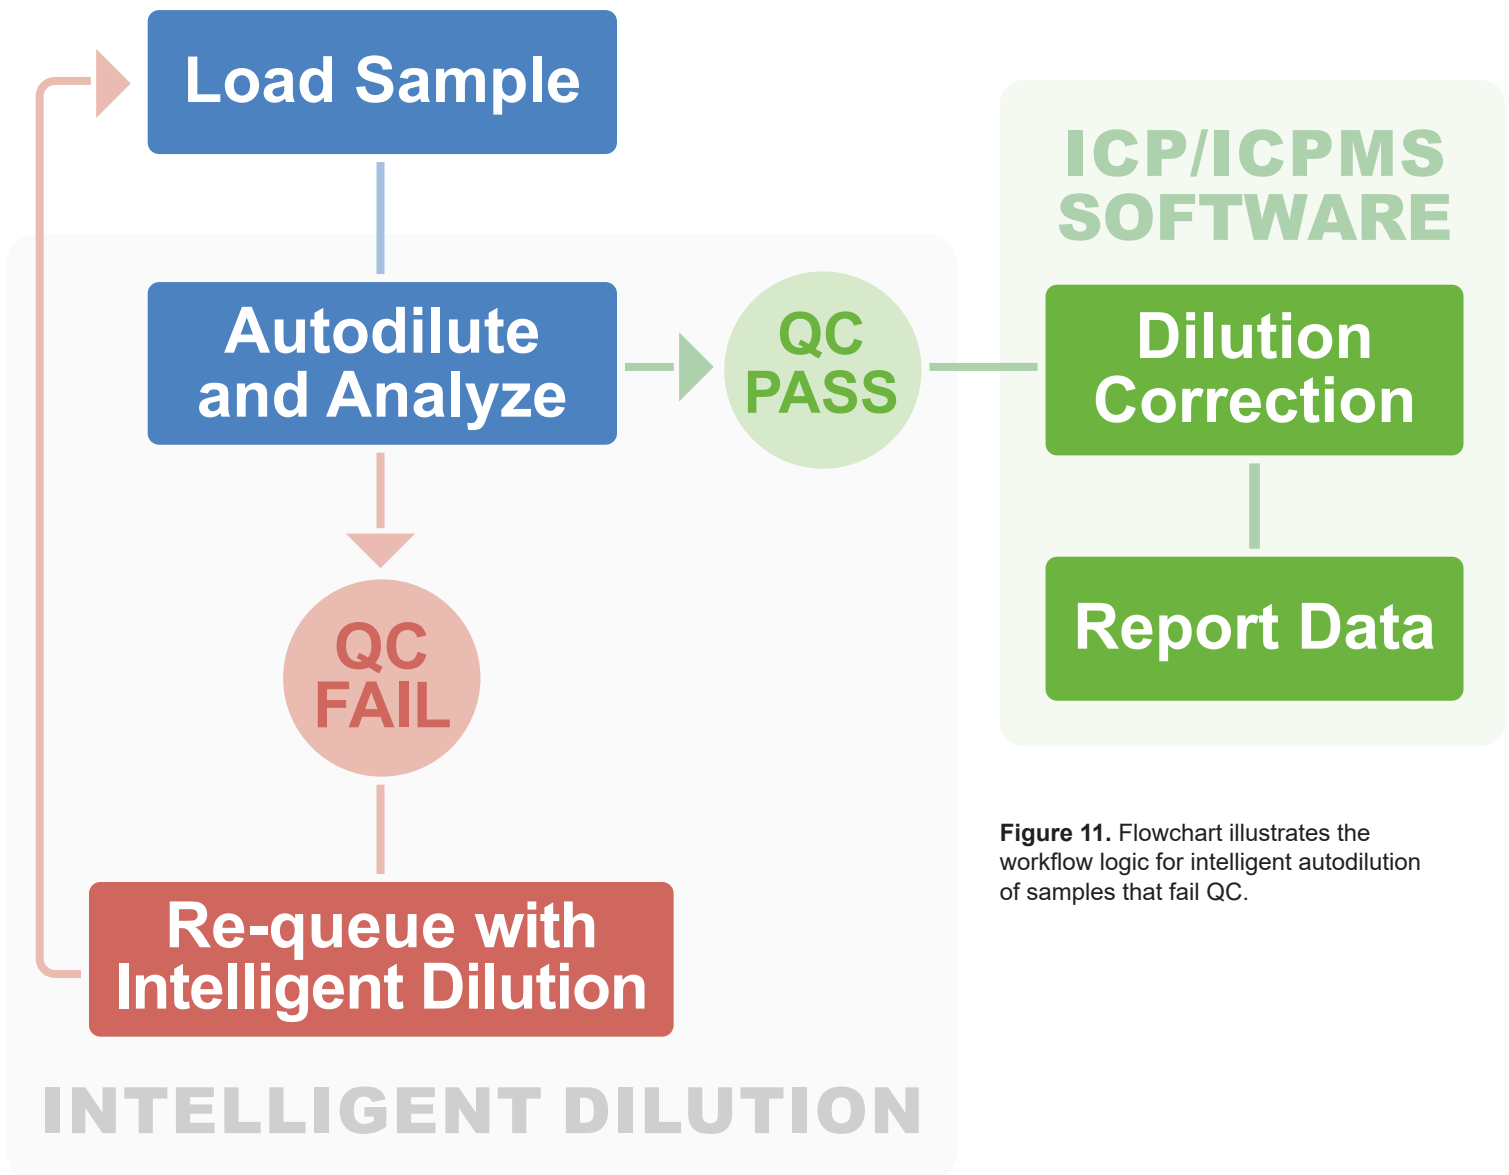 Load Sample
Autodilute
and Analyze
QC
PASS
QC
FAIL
Re-queue with
Intelligent Dilution
INTELLIGENT DILUTION
ICP/ICPMS
SOFTWARE
Dilution
Correction
Report Data
Figure 11. Flowchart illustrates the
workflow logic for intelligent autodilution
of samples that fail QC.